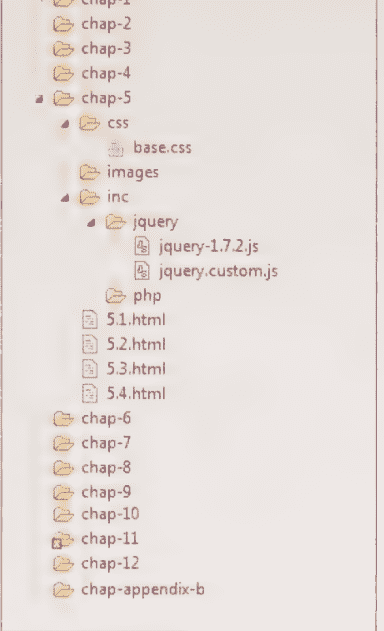 chap-1
chap-2
chap-3
chap-4
chap-5
css
base.css
images
inc
jquery
jquery-1.7.2.js
jquery.custom.js
php
5.1.html
5.2.html
5.3.html
5.4.html
chap-6
chap-7
chap-8
chap-9
chap-10
chap-11
chap-12
chap-appendix-b